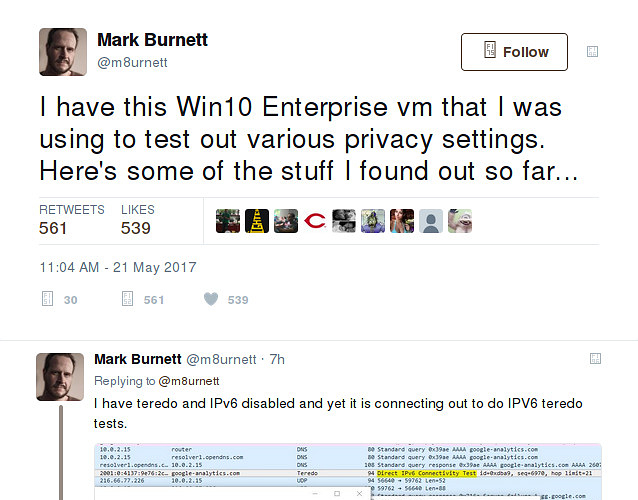 Mark Burnett
@m8urnett
Follow
I have this Win10 Enterprise vm that I was
using to test out various privacy settings.
Here's some of the stuff I found out so far...
RETWEETS LIKES
561 539
11:04 AM - 21 May 2017
30 561 539
Mark Burnett @m8urnett · 7h
Replying to @m8urnett
I have teredo and IPv6 disabled and yet it is connecting out to do IPV6 teredo
tests.
10.0.2.15 router DNS 80 Standard query 0x39ae AAAA google-analytics.com
10.0.2.15 resolver1.opendns.com DNS 80 Standard query 0x39ae AAAA google-analytics.com
resolver1.opendns.c… 10.0.2.15 DNS 108 Standard query response 0x39ae AAAA google-analytics.com AAAA 2607
2001:0:4137:9e76:2c… google-analytics.com Teredo 94 Direct IPv6 Connectivity Test id=0xdba9, seq=6970, hop limit=21
216.66.77.226 10.0.2.15 UDP 94 56640 → 59762 Len=52
59762 → 56640 Len=88
gg.google.com